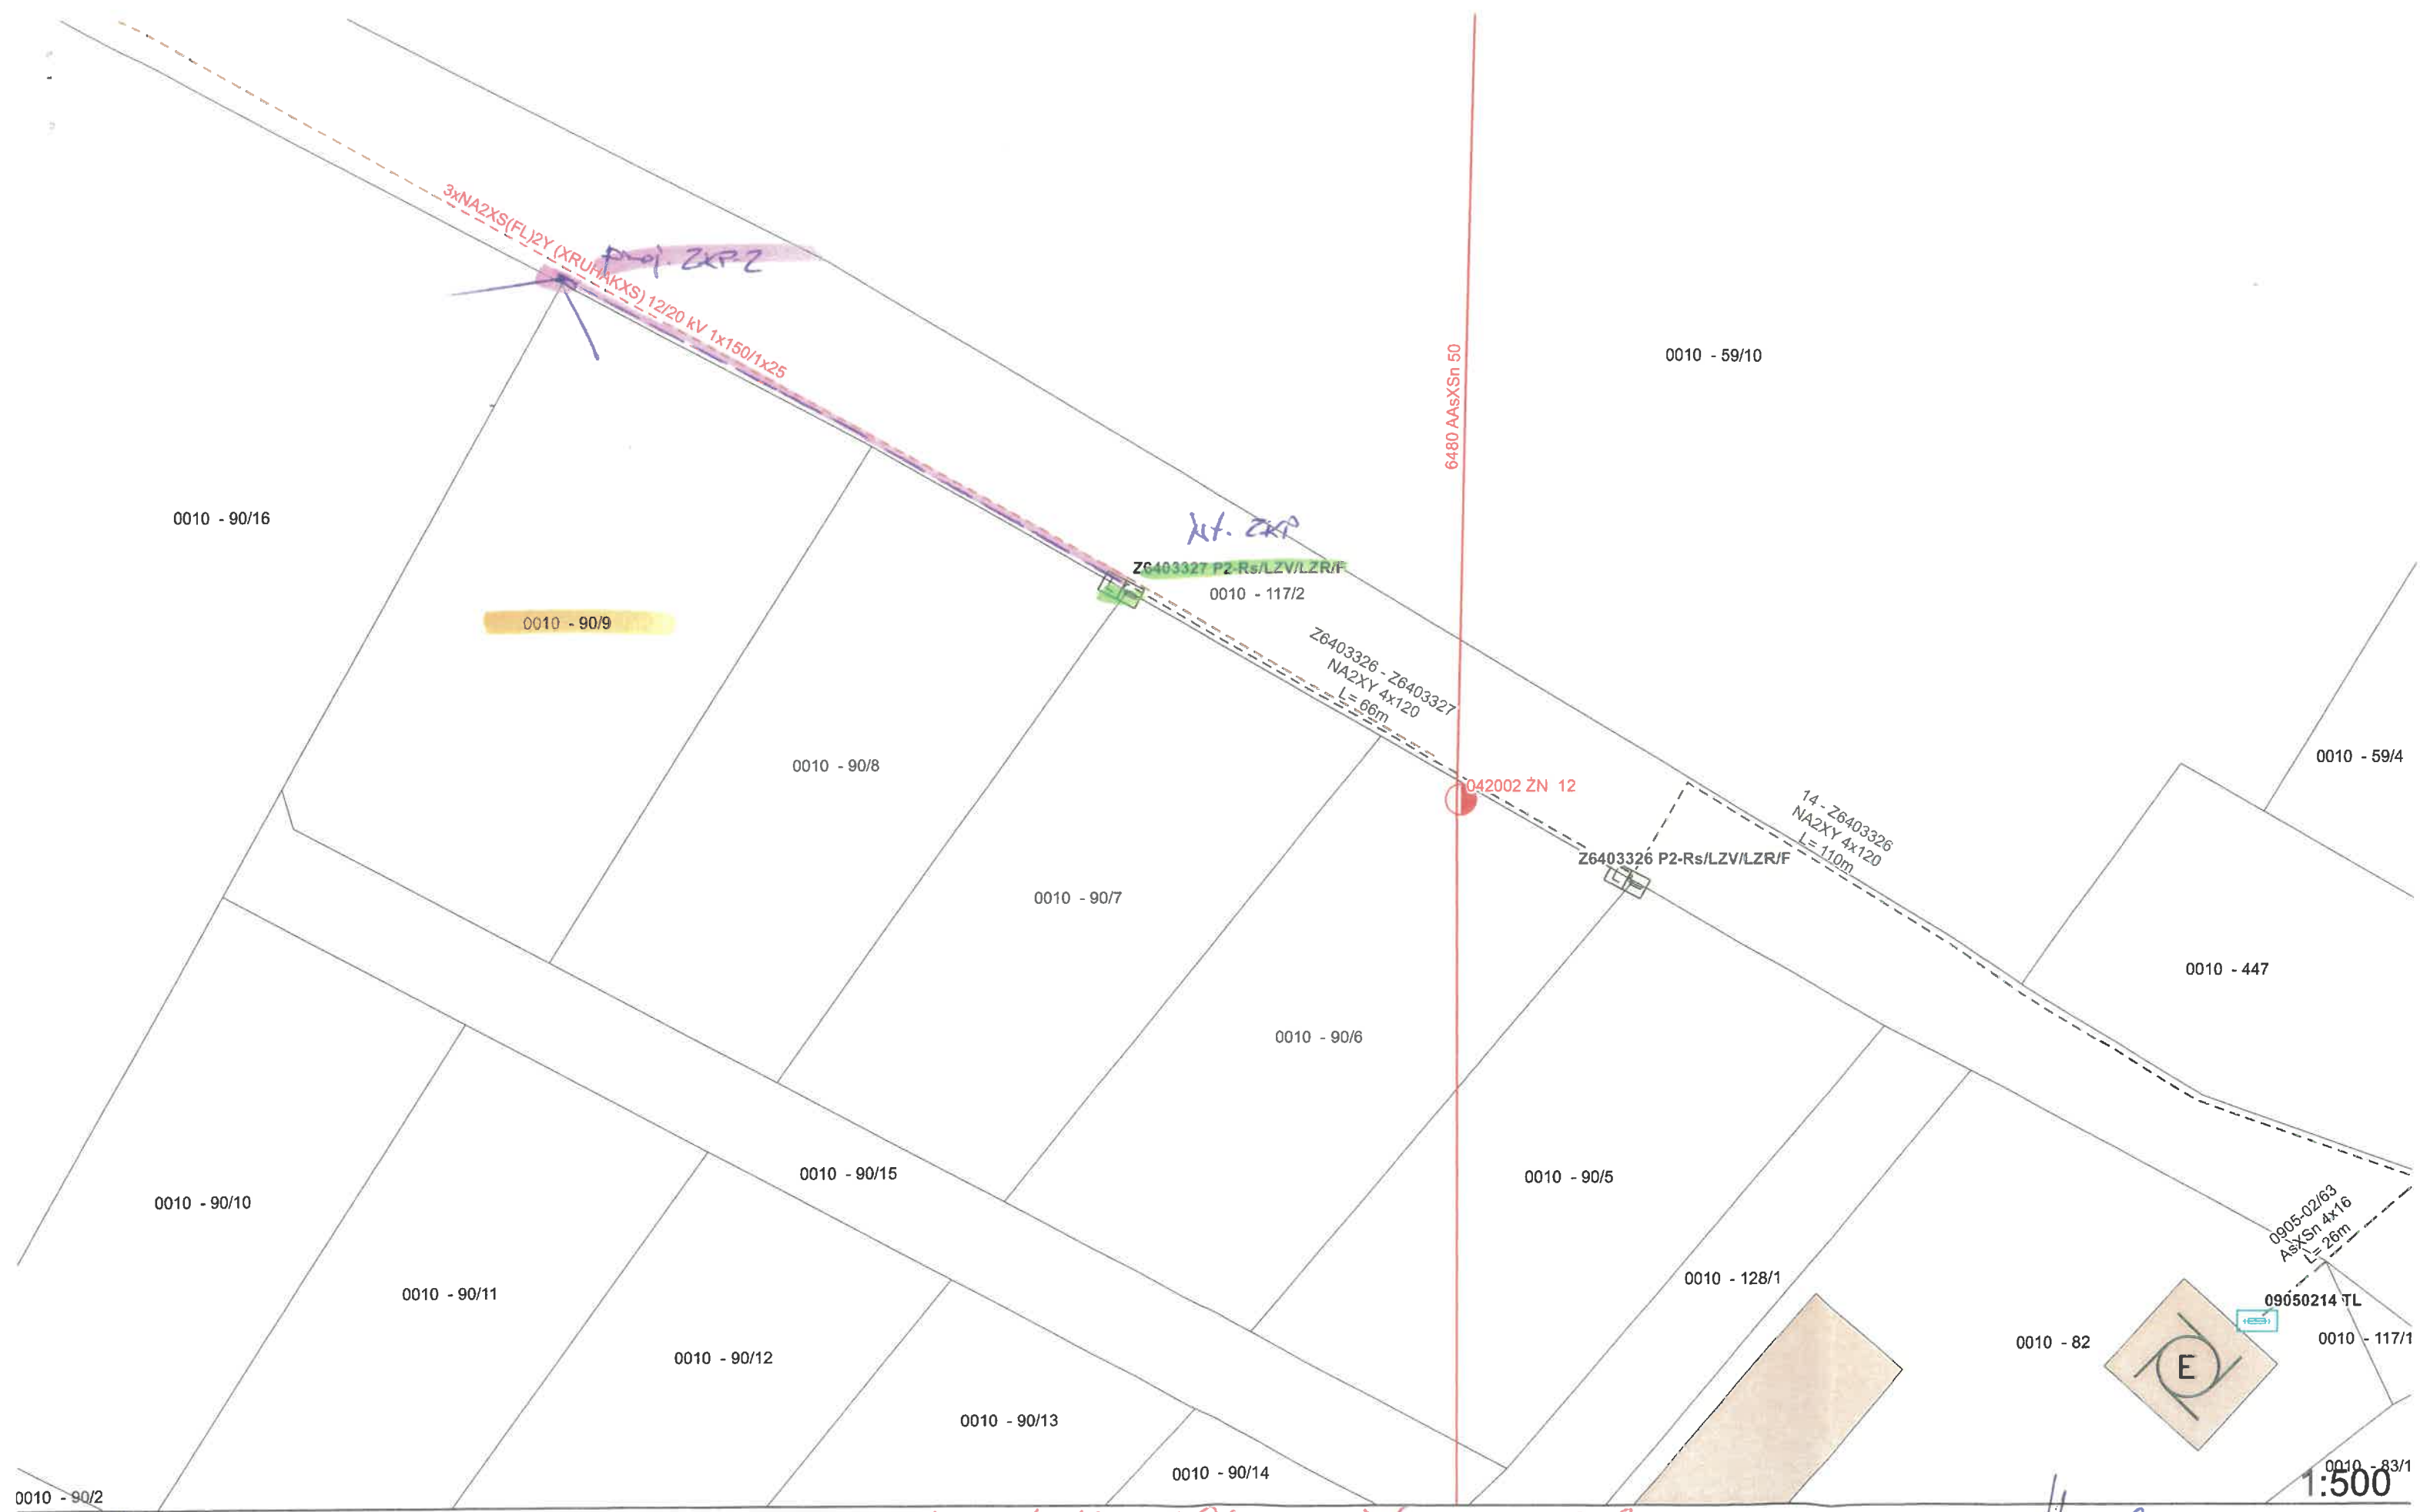 3xNA2XS(FL)2Y (XRUHAKXS) 12/20 kV 1x150/1x25
proj. ZKP-2
6480 AAsXSn 50
0010 - 59/10
0010 - 90/16
ZKP
Z6403327 P2-Rs/LZV/LZR/F
0010 - 117/2
0010 - 90/9
Z6403326 - Z6403327
NA2XY 4x120
L= 66m
0010 - 59/4
0010 - 90/8
042002 ŻN 12
14 - Z6403326
NA2XY 4x120
L= 110m
Z6403326 P2-Rs/LZV/LZR/F
0010 - 90/7
0010 - 447
0010 - 90/6
0010 - 90/15
0010 - 90/5
0010 - 90/10
0905-02/63
AsXSn 4x16
L= 26m
0010 - 128/1
0010 - 90/11
09050214 TL
0010 - 82
0010 - 117/1
0010 - 90/12
E
0010 - 90/13
0010 - 90/14
0010 - 83/1
1:500
0010 - 90/2